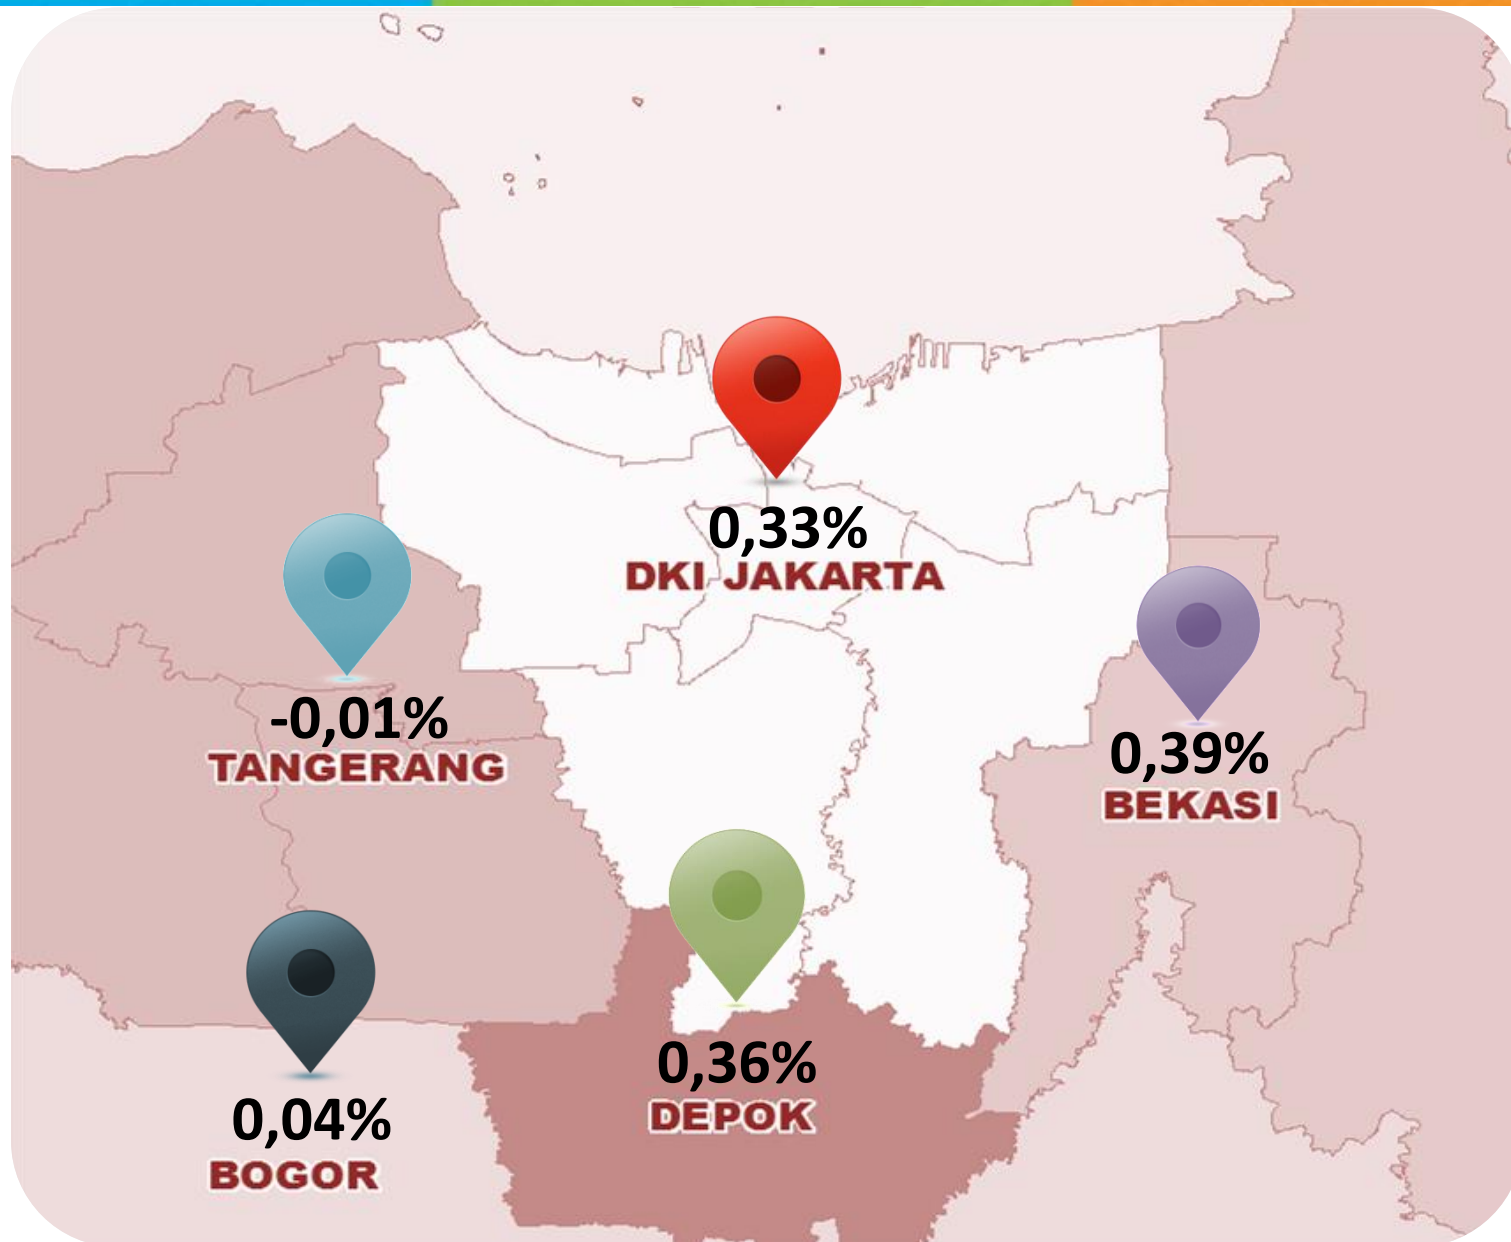 0,33%
DKI JAKARTA
-0,01%
TANGERANG
0,39%
BEKASI
0,36%
DEPOK
0,04%
BOGOR